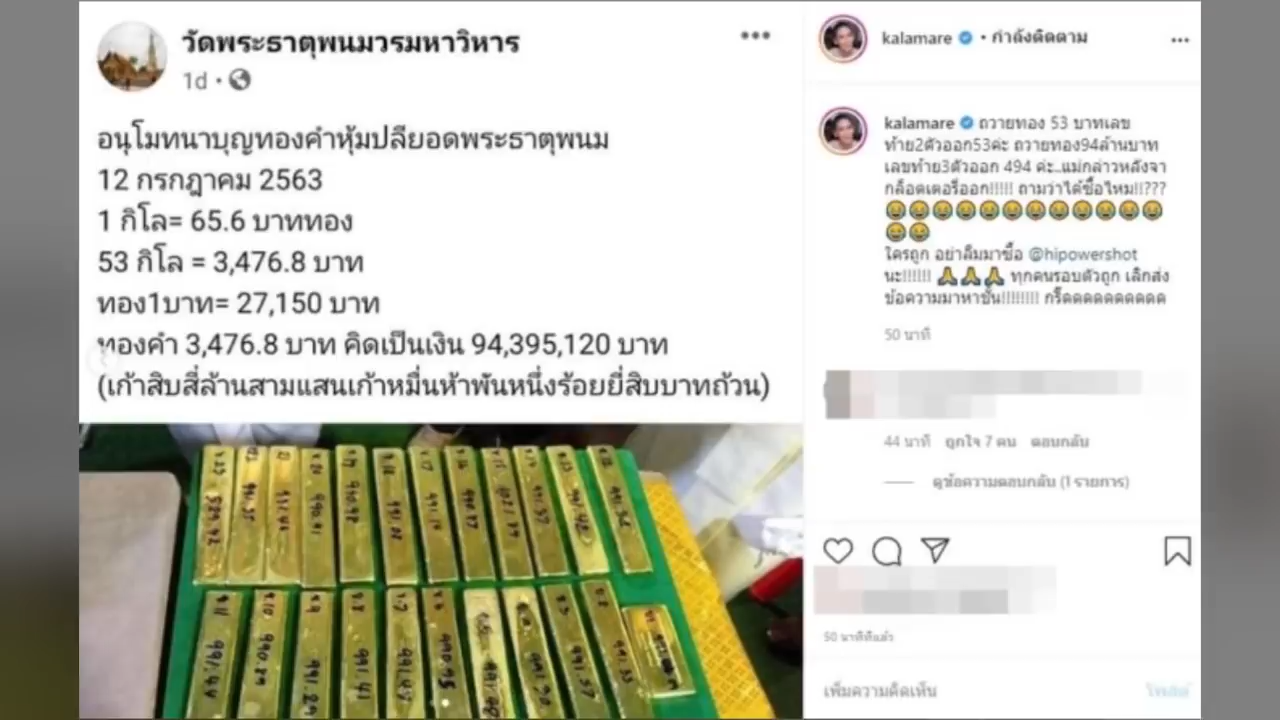 วัดพระธาตุพนมวรมหาวิหาร
1d
อนุโมทนาบุญทองคำหุ้มปลียอดพระธาตุพนม
12 กรกฎาคม 2563
1 กิโล= 65.6 บาททอง
53 กิโล = 3,476.8 บาท
ทอง1บาท= 27,150 บาท
ทองคำ 3,476.8 บาท คิดเป็นเงิน 94,395,120 บาท
(เก้าสิบสี่ล้านสามแสนเก้าหมื่นห้าพันหนึ่งร้อยยี่สิบบาทถ้วน)
kalamare • กำลังติดตาม
kalamare ถวายทอง 53 บาทเลข
ท้าย2ตัวออก53ค่ะ ถวายทอง94ล้านบาท
เลขท้าย3ตัวออก 494 ค่ะ..แม่กล่าวหลังจา
กล็อตเตอรี่ออก!!!!! ถามว่าได้ซื้อไหม!!???
😂😂😂😂😂😂😂😂😂😂😂😂
😂😂
ใครถูก อย่าลืมมาซื้อ @hipowershot
นะ!!!!!! 🙏🙏🙏 ทุกคนรอบตัวถูก เลิกส่ง
ข้อความมาหาชั้น!!!!!!!! กรี๊ดดดดดดดดดดด
50 นาที
44 นาที ถูกใจ 7 คน ตอบกลับ
ดูข้อความตอบกลับ (1 รายการ)
50 นาทีที่แล้ว
เพิ่มความคิดเห็น
โพสต์